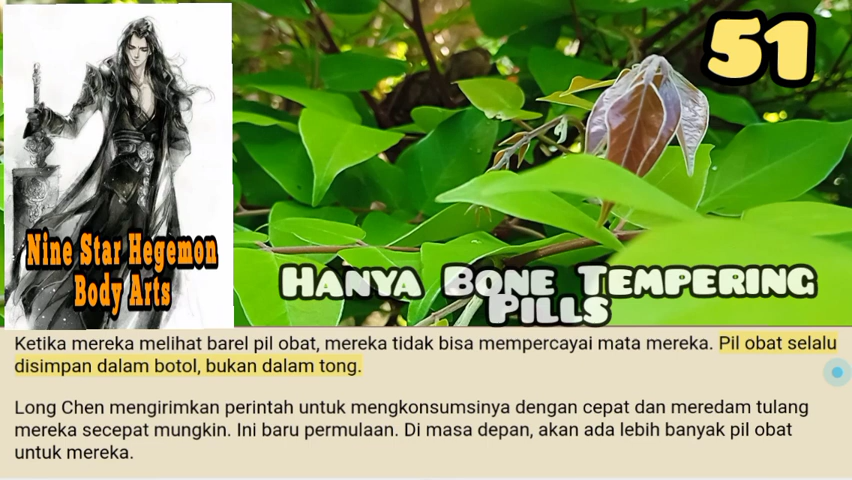 51
Nine Star Hegemon
Body Arts
Hanya Bone Tempering
Pills
Ketika mereka melihat barel pil obat, mereka tidak bisa mempercayai mata mereka. Pil obat selalu
disimpan dalam botol, bukan dalam tong.
Long Chen mengirimkan perintah untuk mengkonsumsinya dengan cepat dan meredam tulang
mereka secepat mungkin. Ini baru permulaan. Di masa depan, akan ada lebih banyak pil obat
untuk mereka.